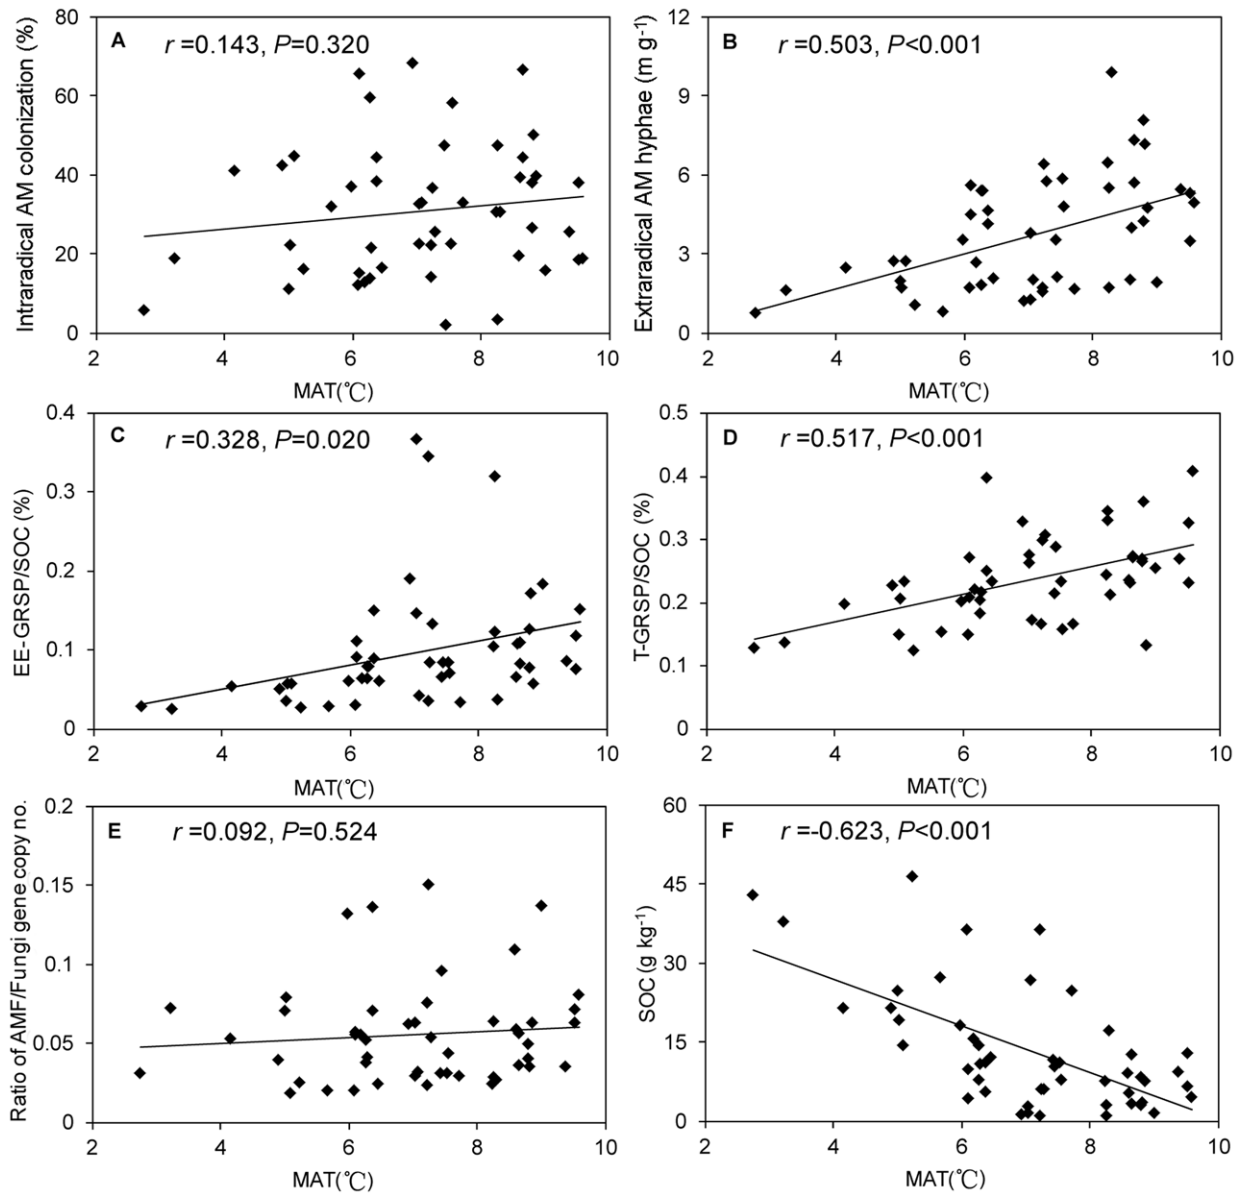 A
r =0.143, P=0.320
Intraradical AM colonization (%)
80
60
40
20
0
2 4 6 8 10
MAT(℃)
B
r =0.503, P<0.001
Extraradical AM hyphae (m g-1)
12
9
6
3
0
2 4 6 8 10
MAT(℃)
C
r =0.328, P=0.020
EE-GRSP/SOC (%)
0.4
0.3
0.2
0.1
0
2 4 6 8 10
MAT(℃)
D
r =0.517, P<0.001
T-GRSP/SOC (%)
0.5
0.4
0.3
0.2
0.1
0
2 4 6 8 10
MAT(℃)
E
r =0.092, P=0.524
Ratio of AMF/Fungi gene copy no.
0.2
0.15
0.1
0.05
0
2 4 6 8 10
MAT(℃)
F
r =-0.623, P<0.001
SOC (g kg-1)
60
45
30
15
0
2 4 6 8 10
MAT(℃)